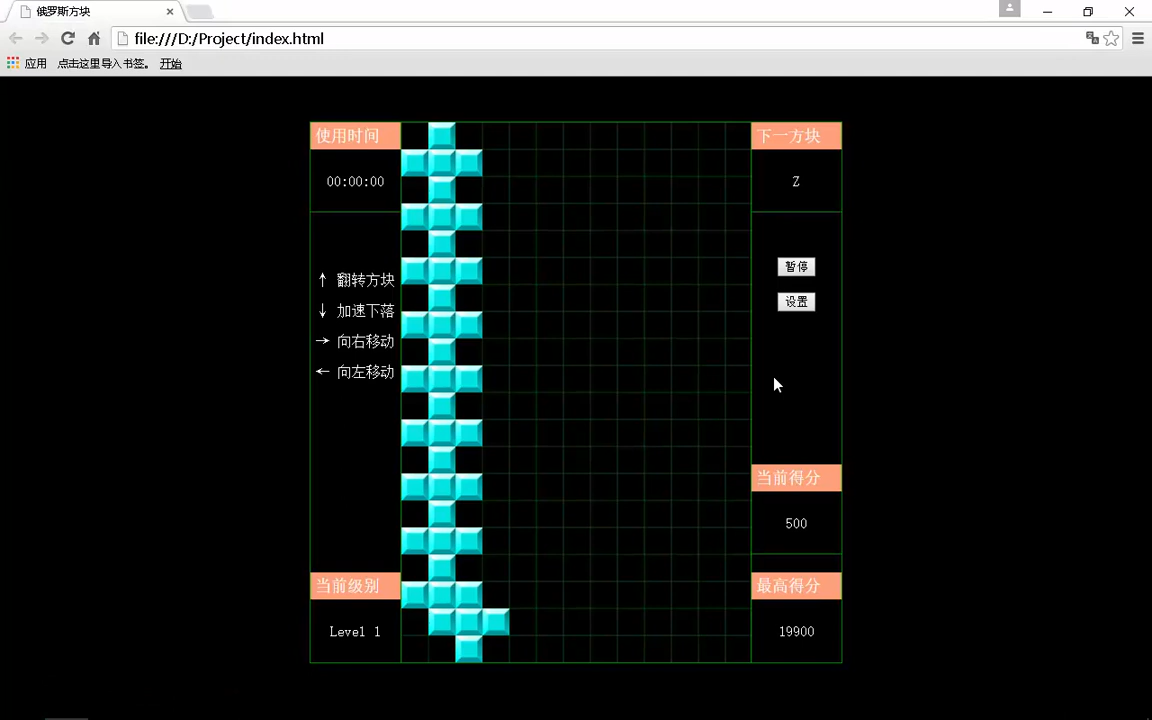 俄罗斯方块
file:///D:/Project/index.html
应用 点击这里导入书签。 开始
使用时间
00:00:00
↑ 翻转方块
↓ 加速下落
→ 向右移动
← 向左移动
当前级别
Level 1
下一方块
Z
暂停
设置
当前得分
500
最高得分
19900